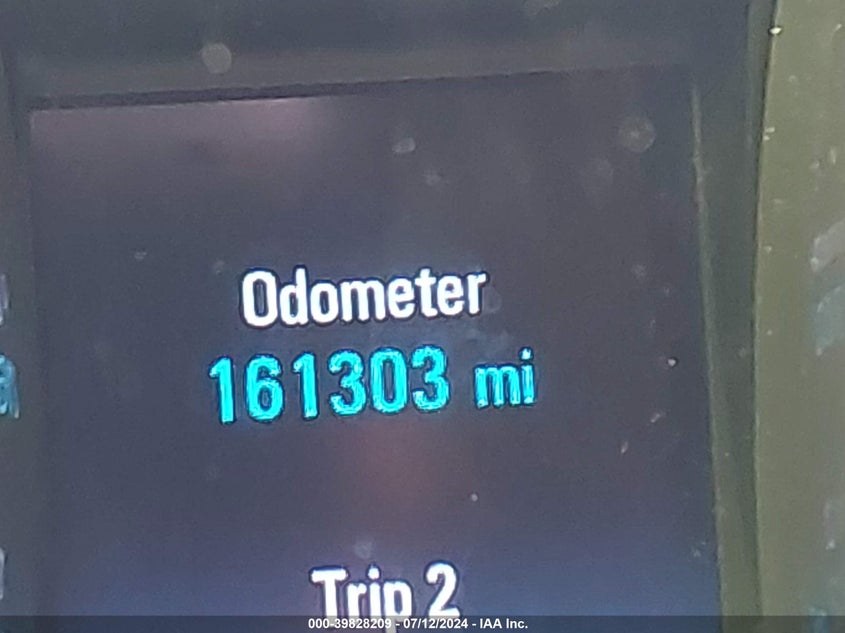 Odometer
161303 mi
Trip 2
000-39828209 - 07/12/2024 - IAA Inc.